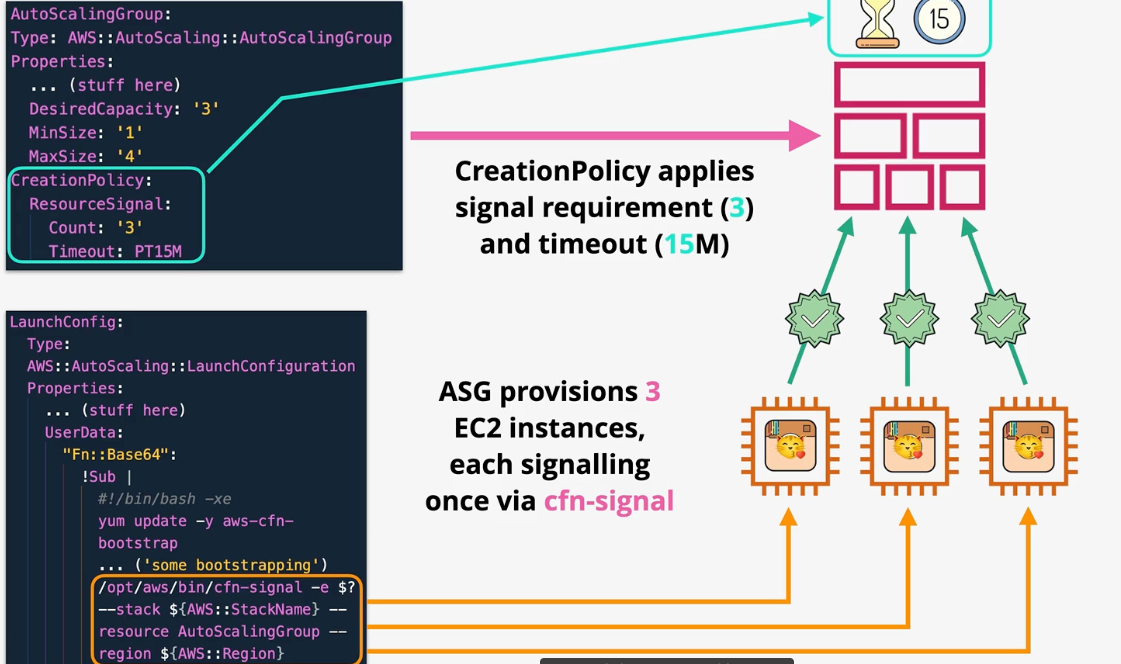 AutoScalingGroup:
Type: AWS::AutoScaling::AutoScalingGroup
Properties:
... (stuff here)
DesiredCapacity: '3'
MinSize: '1'
MaxSize: '4'
CreationPolicy:
ResourceSignal:
Count: '3'
Timeout: PT15M
15
CreationPolicy applies
signal requirement (3)
and timeout (15M)
LaunchConfig:
Type:
AWS::AutoScaling::LaunchConfiguration
Properties:
... (stuff here)
UserData:
"Fn::Base64":
!Sub |
#!/bin/bash -xe
yum update -y aws-cfn-
bootstrap
... ('some bootstrapping')
/opt/aws/bin/cfn-signal -e $?
--stack ${AWS::StackName} --
resource AutoScalingGroup --
region ${AWS::Region}
ASG provisions 3
EC2 instances,
each signalling
once via cfn-signal